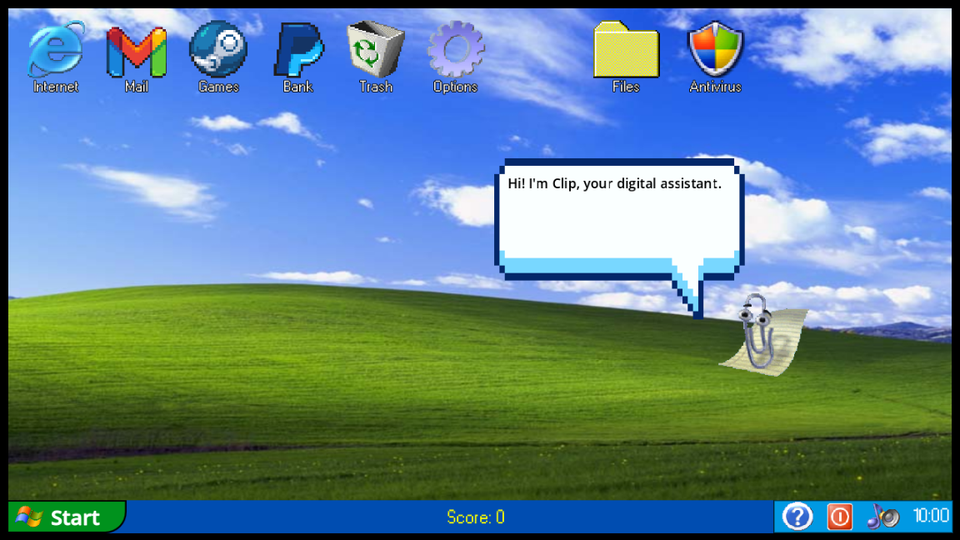 Internet
Mail
Games
Bank
Trash
Options
Files
Antivirus
Hi! I'm Clip, your digital assistant.
Start
Score: 0
10:00